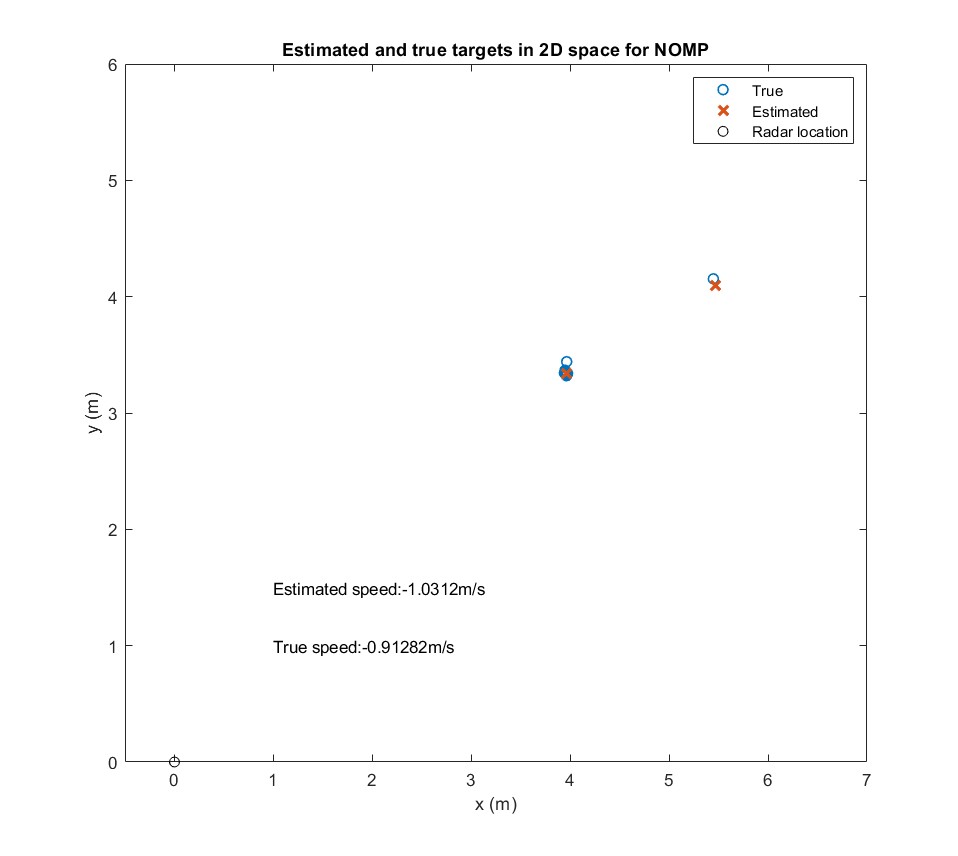 Estimated and true targets in 2D space for NOMP
True
Estimated
Radar location
6
5
4
3
2
1
0
y (m)
Estimated speed:-1.0312m/s
True speed:-0.91282m/s
0 1 2 3 4 5 6 7
x (m)